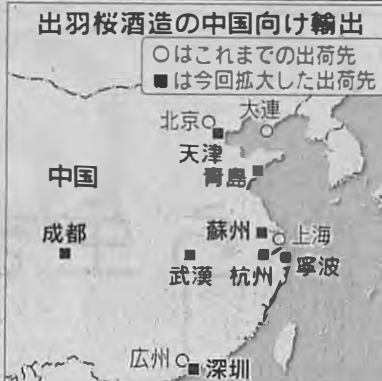 出羽桜酒造の中国向け輸出
○はこれまでの出荷先
■は今回拡大した出荷先
北京○
大連
天津
青島
中国
成都
蘇州
上海
武漢
杭州
寧波
広州○
深圳